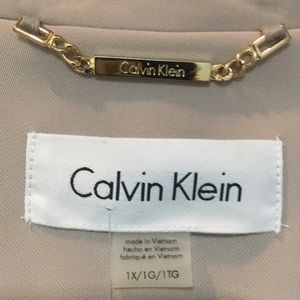 Calvin Klein
Calvin Klein
made in Vietnam
hecho en Vietnam
fabriqué en Vietnam
1X/1G/1TG